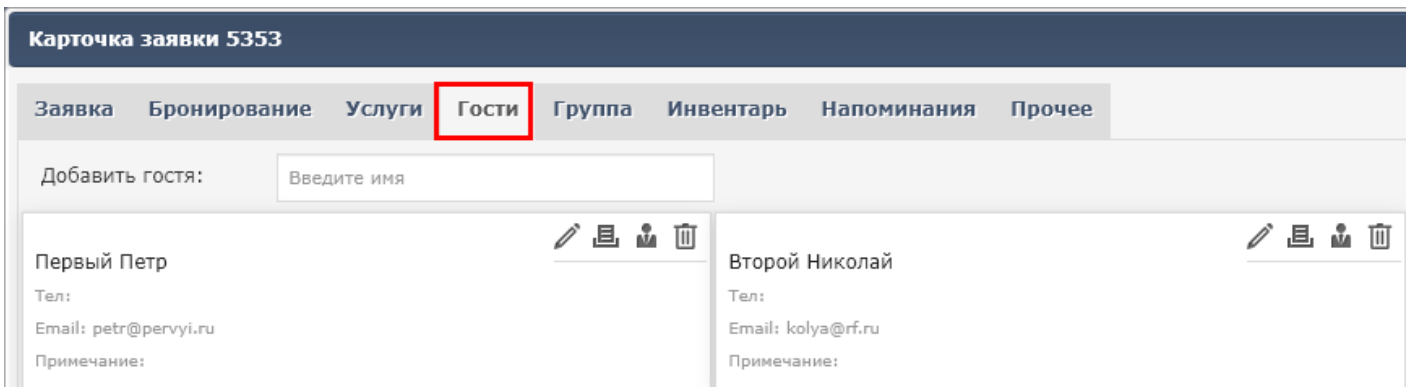 Карточка заявки 5353
Заявка Бронирование Услуги Гости Группа Инвентарь Напоминания Прочее
Добавить гостя: Введите имя
Первый Петр
Тел:
Email: petr@pervyi.ru
Примечание:
Второй Николай
Тел:
Email: kolya@rf.ru
Примечание: